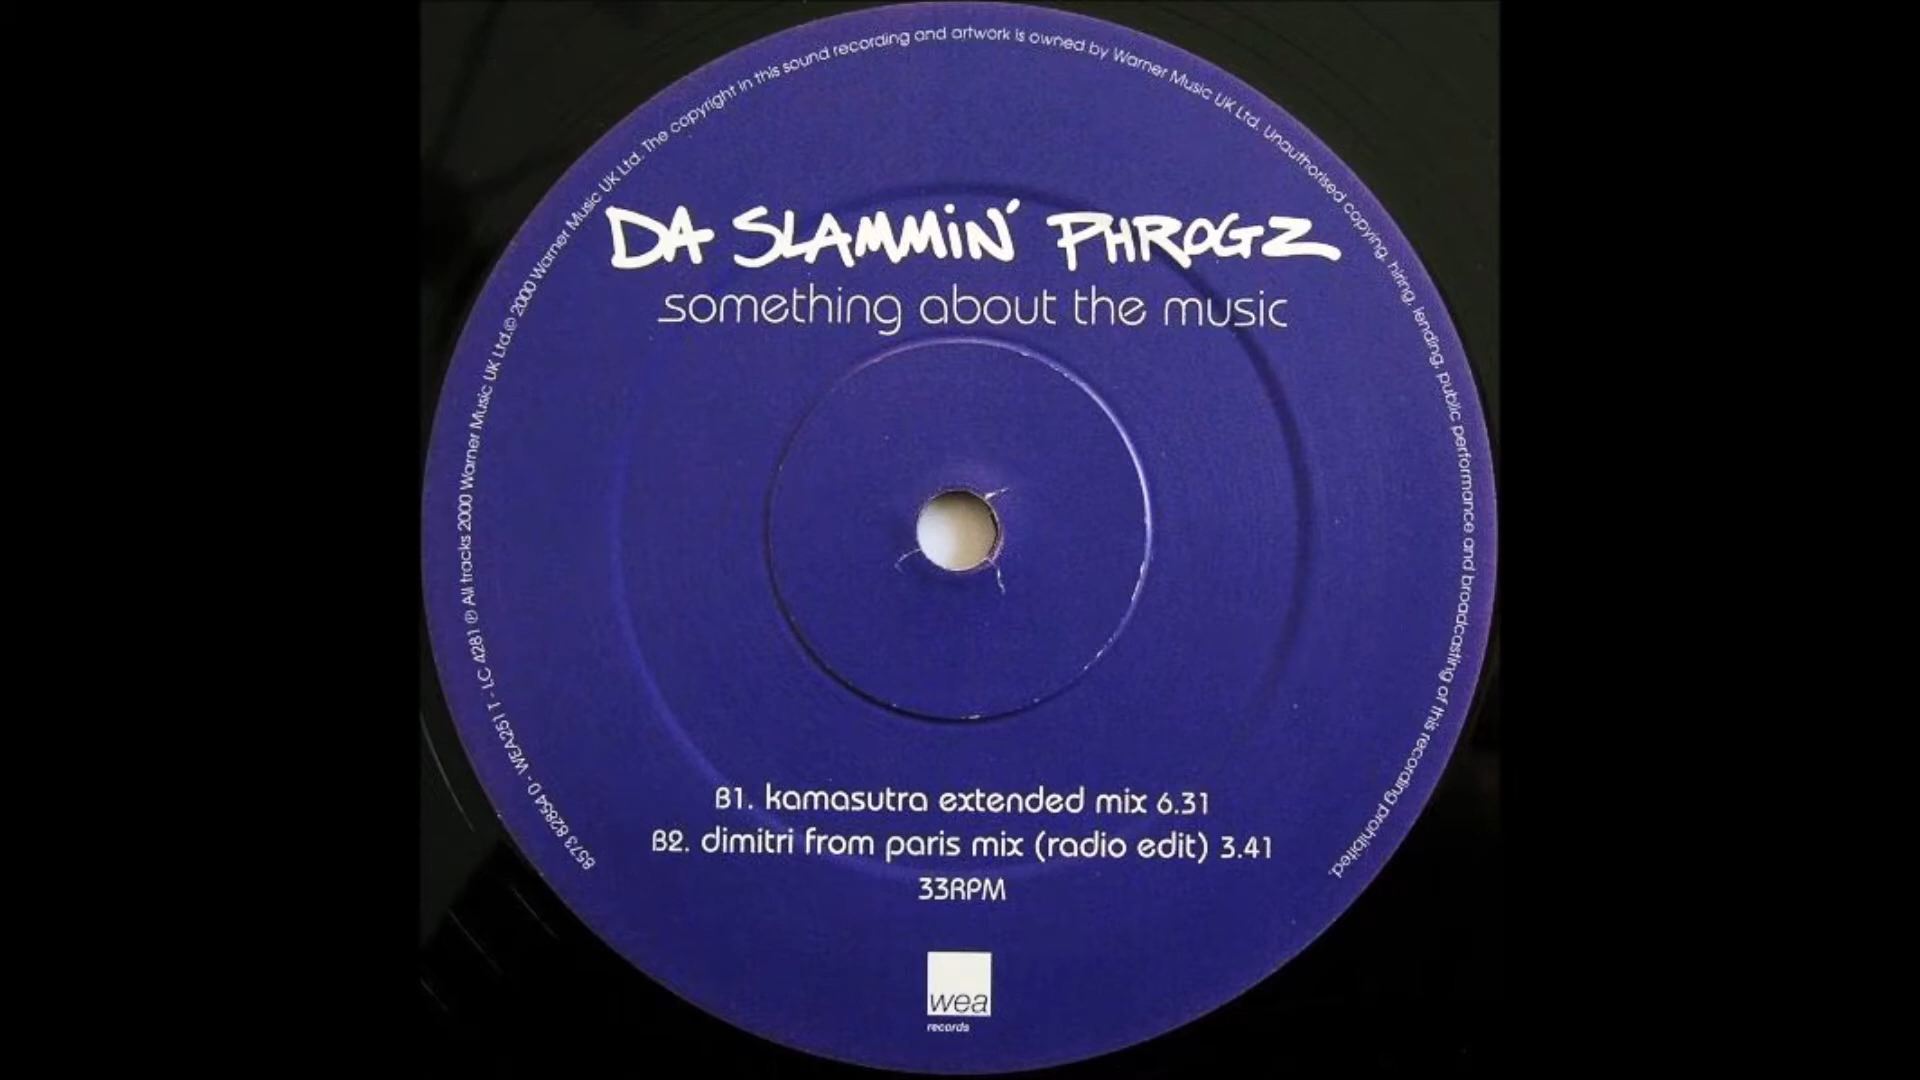 8573 82854 0 - WEA251 T - LC 4281 ℗ All tracks 2000 Warner Music UK Ltd.© 2000 Warner Music UK Ltd. The copyright in this sound recording and artwork is owned by Warner Music UK Ltd. Unauthorised copying, hiring, lending, public performance and broadcasting of this recording prohibited.
DA SLAMMiN' PHROGZ
something about the music
B1. kamasutra extended mix 6.31
B2. dimitri from paris mix (radio edit) 3.41
33RPM
wea
records